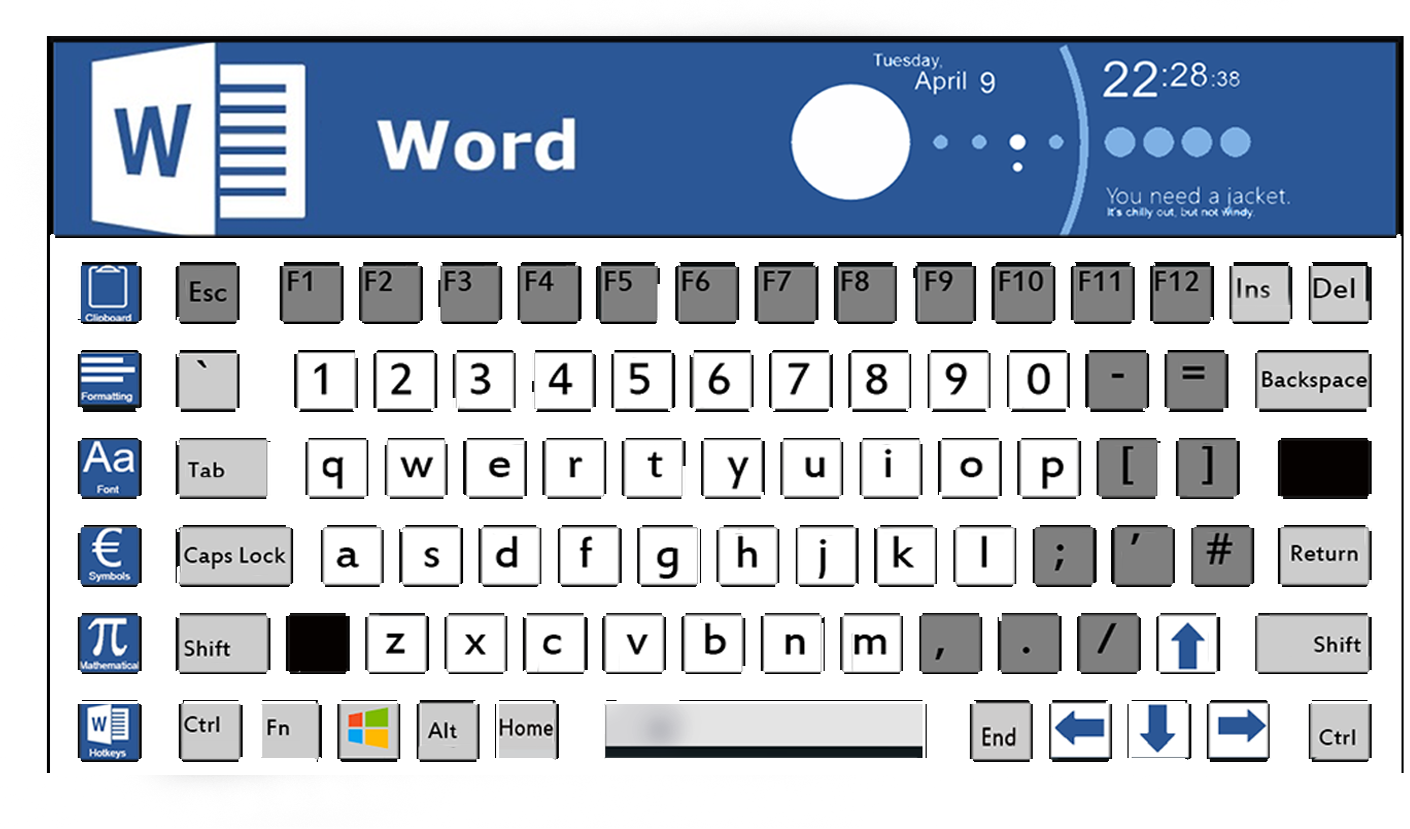 W
Word
Tuesday,
April 9
22:28:38
You need a jacket.
It's chilly out, but not windy.
Clipboard Esc F1 F2 F3 F4 F5 F6 F7 F8 F9 F10 F11 F12 Ins Del
Formatting ` 1 2 3 4 5 6 7 8 9 0 - = Backspace
Aa
Font Tab q w e r t y u i o p [ ]
€
Symbols Caps Lock a s d f g h j k l ; ' # Return
π
Mathematical Shift z x c v b n m , . / Shift
W
Hotkeys Ctrl Fn Alt Home End Ctrl